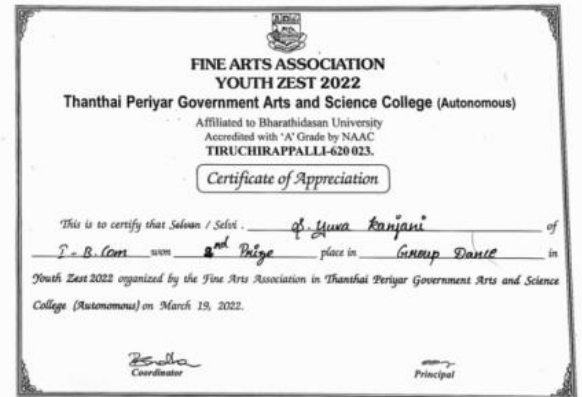 FINE ARTS ASSOCIATION
YOUTH ZEST 2022
Thanthai Periyar Government Arts and Science College (Autonomous)
Affiliated to Bharathidasan University
Accredited with 'A' Grade by NAAC
TIRUCHIRAPPALLI-620 023.
Certificate of Appreciation
This is to certify that Selvan / Selvi. S. Yuva Ranjani of
I - B.Com won 2nd Prize place in Group Dance in
Youth Zest 2022 organized by the Fine Arts Association in Thanthai Periyar Government Arts and Science
College (Autonomous) on March 19, 2022.
Coordinator Principal